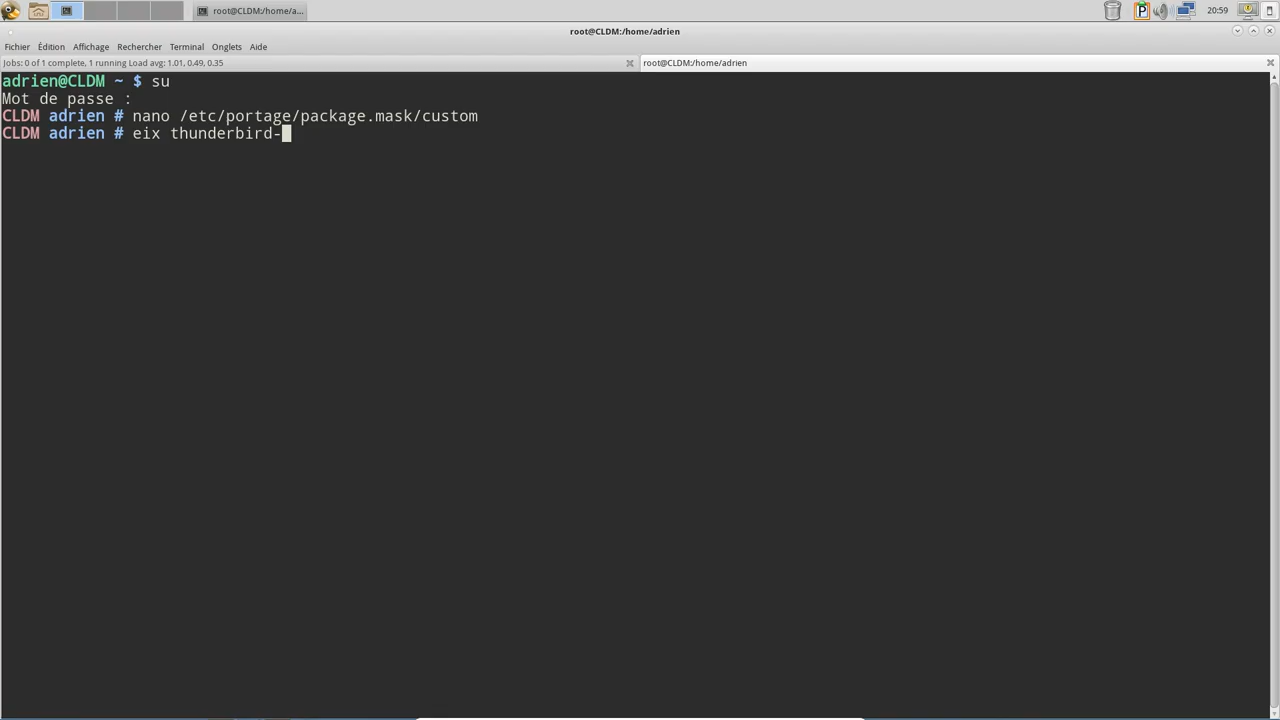 root@CLDM:/home/a...
20:59
root@CLDM:/home/adrien
Fichier Édition Affichage Rechercher Terminal Onglets Aide
Jobs: 0 of 1 complete, 1 running Load avg: 1.01, 0.49, 0.35
root@CLDM:/home/adrien
adrien@CLDM ~ $ su
Mot de passe :
CLDM adrien # nano /etc/portage/package.mask/custom
CLDM adrien # eix thunderbird-